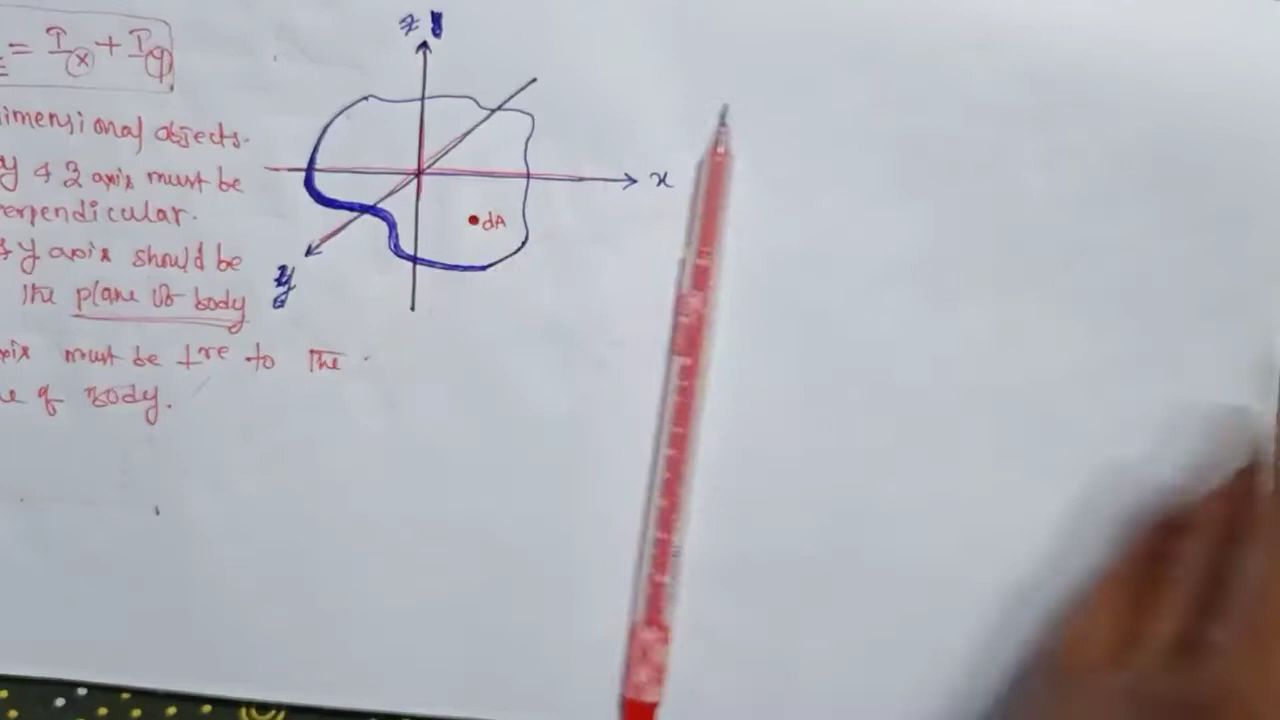 = I x + I y
imensional objects.
y & z axis must be
erpendicular.
& y axis should be
the plane of body
xis must be ⊥re to the
e of body.
z
x
y
dA